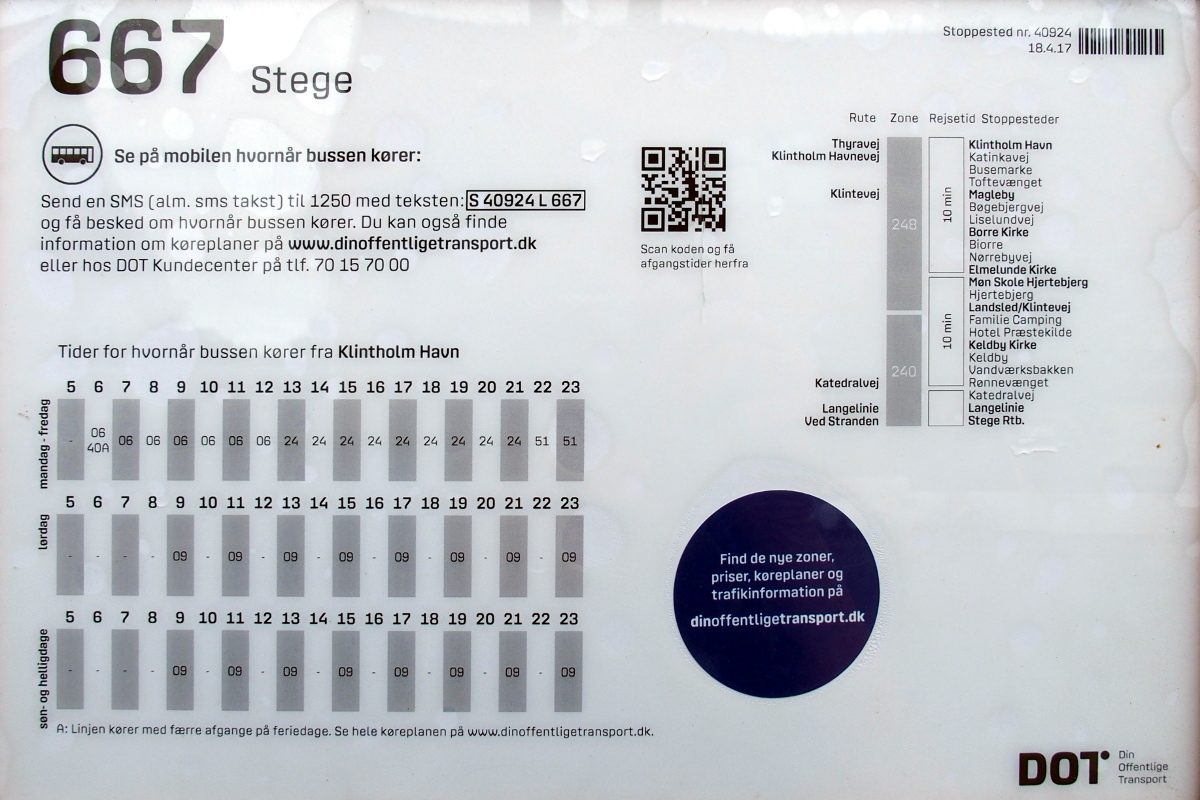 667 Stege
Stoppested nr. 40924
18.4.17
Se på mobilen hvornår bussen kører:
Send en SMS (alm. sms takst) til 1250 med teksten: S 40924 L 667
og få besked om hvornår bussen kører. Du kan også finde
information om køreplaner på www.dinoffentligetransport.dk
eller hos DOT Kundecenter på tlf. 70 15 70 00
Scan koden og få
afgangstider herfra
Rute Zone Rejsetid Stoppesteder
Thyravej Klintholm Havn
Klintholm Havnevej Katinkavej
Busemarke
Toftevænget
Klintevej Magleby
10 min
Bøgebjergvej
Liselundvej
248
Borre Kirke
Biorre
Nørrebyvej
Elmelunde Kirke
Møn Skole Hjertebjerg
Hjertebjerg
Landsled/Klintevej
Familie Camping
10 min
Hotel Præstekilde
Keldby Kirke
Keldby
240
Vandværksbakken
Katedralvej Rønnevænget
Katedralvej
Langelinie Langelinie
Ved Stranden Stege Rtb.
Tider for hvornår bussen kører fra Klintholm Havn
5 6 7 8 9 10 11 12 13 14 15 16 17 18 19 20 21 22 23
mandag - fredag
- 06 06 06 06 06 06 06 24 24 24 24 24 24 24 24 24 51 51
40A
5 6 7 8 9 10 11 12 13 14 15 16 17 18 19 20 21 22 23
lørdag
- - - - 09 - 09 - 09 - 09 - 09 - 09 - 09 - 09
5 6 7 8 9 10 11 12 13 14 15 16 17 18 19 20 21 22 23
søn- og helligdage
- - - - 09 - 09 - 09 - 09 - 09 - 09 - 09 - 09
A: Linjen kører med færre afgange på feriedage. Se hele køreplanen på www.dinoffentligetransport.dk.
Find de nye zoner,
priser, køreplaner og
trafikinformation på
dinoffentligetransport.dk
DOT
Din
Offentlige
Transport